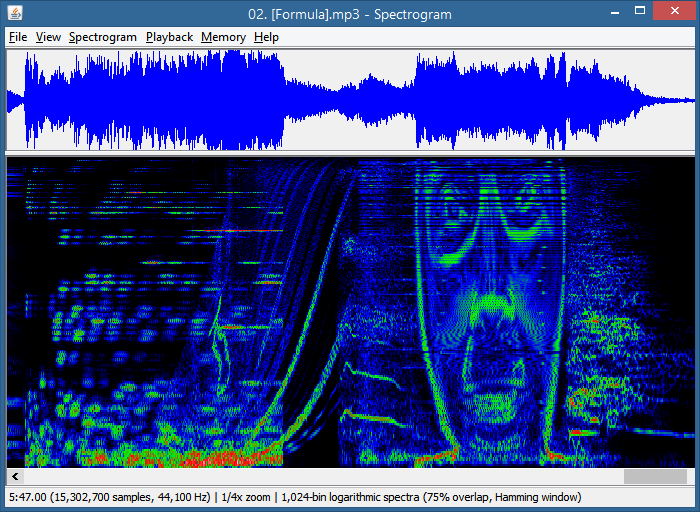 02. [Formula].mp3 - Spectrogram
File View Spectrogram Playback Memory Help
5:47.00 (15,302,700 samples, 44,100 Hz) | 1/4x zoom | 1,024-bin logarithmic spectra (75% overlap, Hamming window)